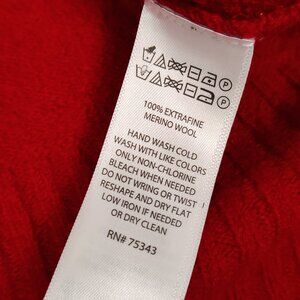 100% EXTRAFINE
MERINO WOOL
HAND WASH COLD
WASH WITH LIKE COLORS
ONLY NON-CHLORINE
BLEACH WHEN NEEDED
DO NOT WRING OR TWIST
RESHAPE AND DRY FLAT
LOW IRON IF NEEDED
OR DRY CLEAN
RN# 75343